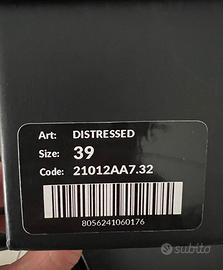 Art: DISTRESSED
Size: 39
Code: 21012AA7.32
8056241060176
subito